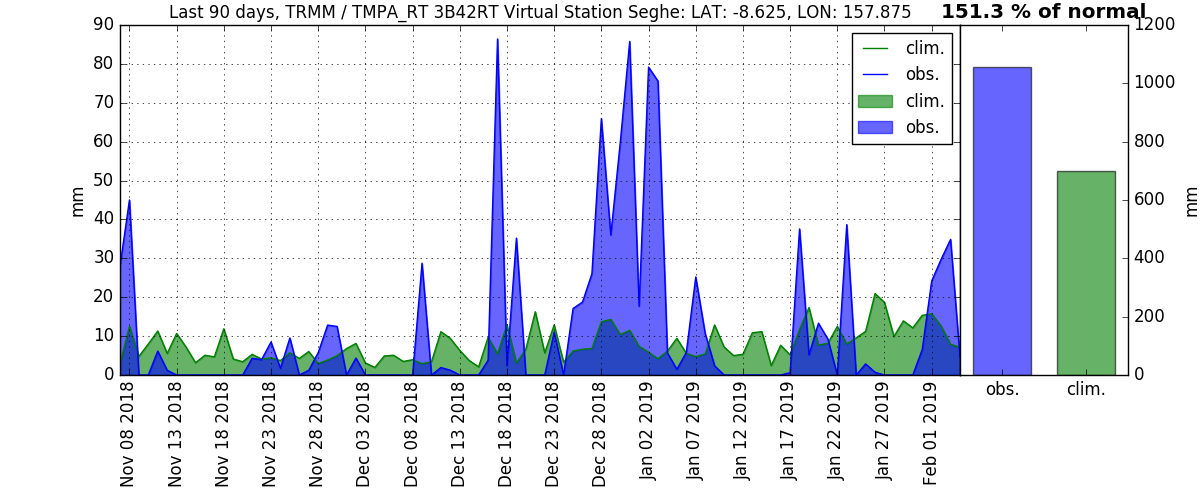 Last 90 days, TRMM / TMPA_RT 3B42RT Virtual Station Seghe: LAT: -8.625, LON: 157.875
151.3 % of normal
90
80
70
60
50
40
30
20
10
0
mm
clim.
obs.
clim.
obs.
Nov 08 2018
Nov 13 2018
Nov 18 2018
Nov 23 2018
Nov 28 2018
Dec 03 2018
Dec 08 2018
Dec 13 2018
Dec 18 2018
Dec 23 2018
Dec 28 2018
Jan 02 2019
Jan 07 2019
Jan 12 2019
Jan 17 2019
Jan 22 2019
Jan 27 2019
Feb 01 2019
1200
1000
800
600
400
200
0
mm
obs.
clim.